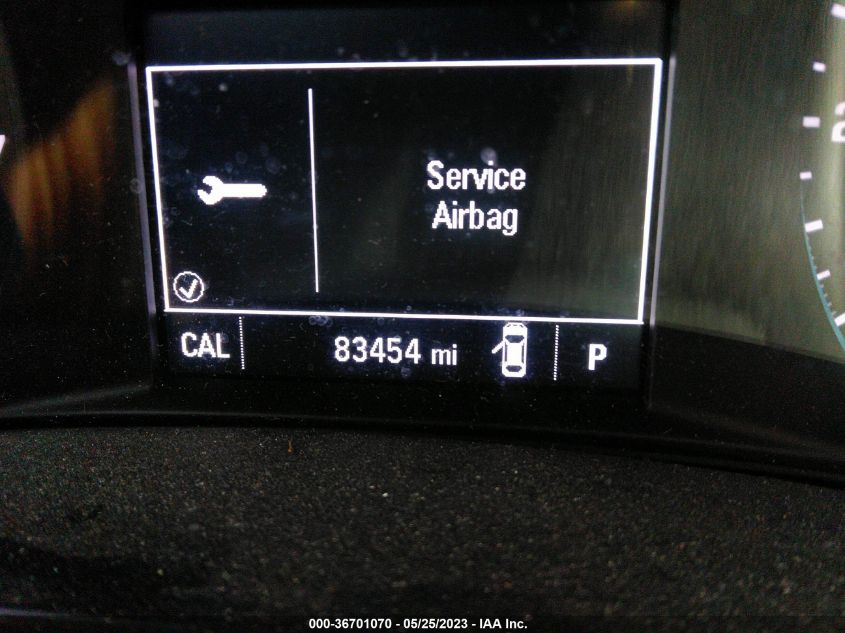 Service
Airbag
CAL 83454 mi P
000-36701070 - 05/25/2023 - IAA Inc.